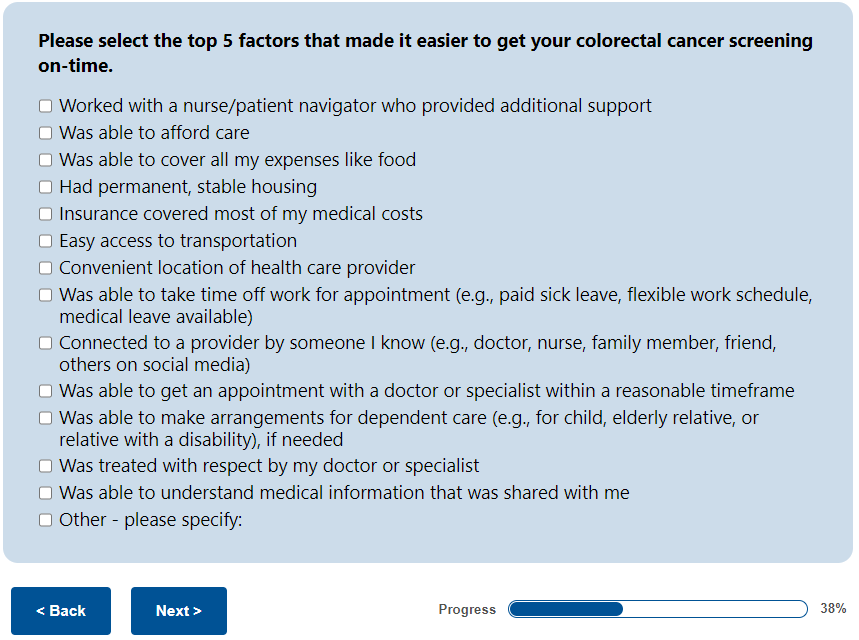 Please select the top 5 factors that made it easier to get your colorectal cancer screening
on-time.
Worked with a nurse/patient navigator who provided additional support
Was able to afford care
Was able to cover all my expenses like food
Had permanent, stable housing
Insurance covered most of my medical costs
Easy access to transportation
Convenient location of health care provider
Was able to take time off work for appointment (e.g., paid sick leave, flexible work schedule,
medical leave available)
Connected to a provider by someone I know (e.g., doctor, nurse, family member, friend,
others on social media)
Was able to get an appointment with a doctor or specialist within a reasonable timeframe
Was able to make arrangements for dependent care (e.g., for child, elderly relative, or
relative with a disability), if needed
Was treated with respect by my doctor or specialist
Was able to understand medical information that was shared with me
Other - please specify:
< Back Next > Progress 38%